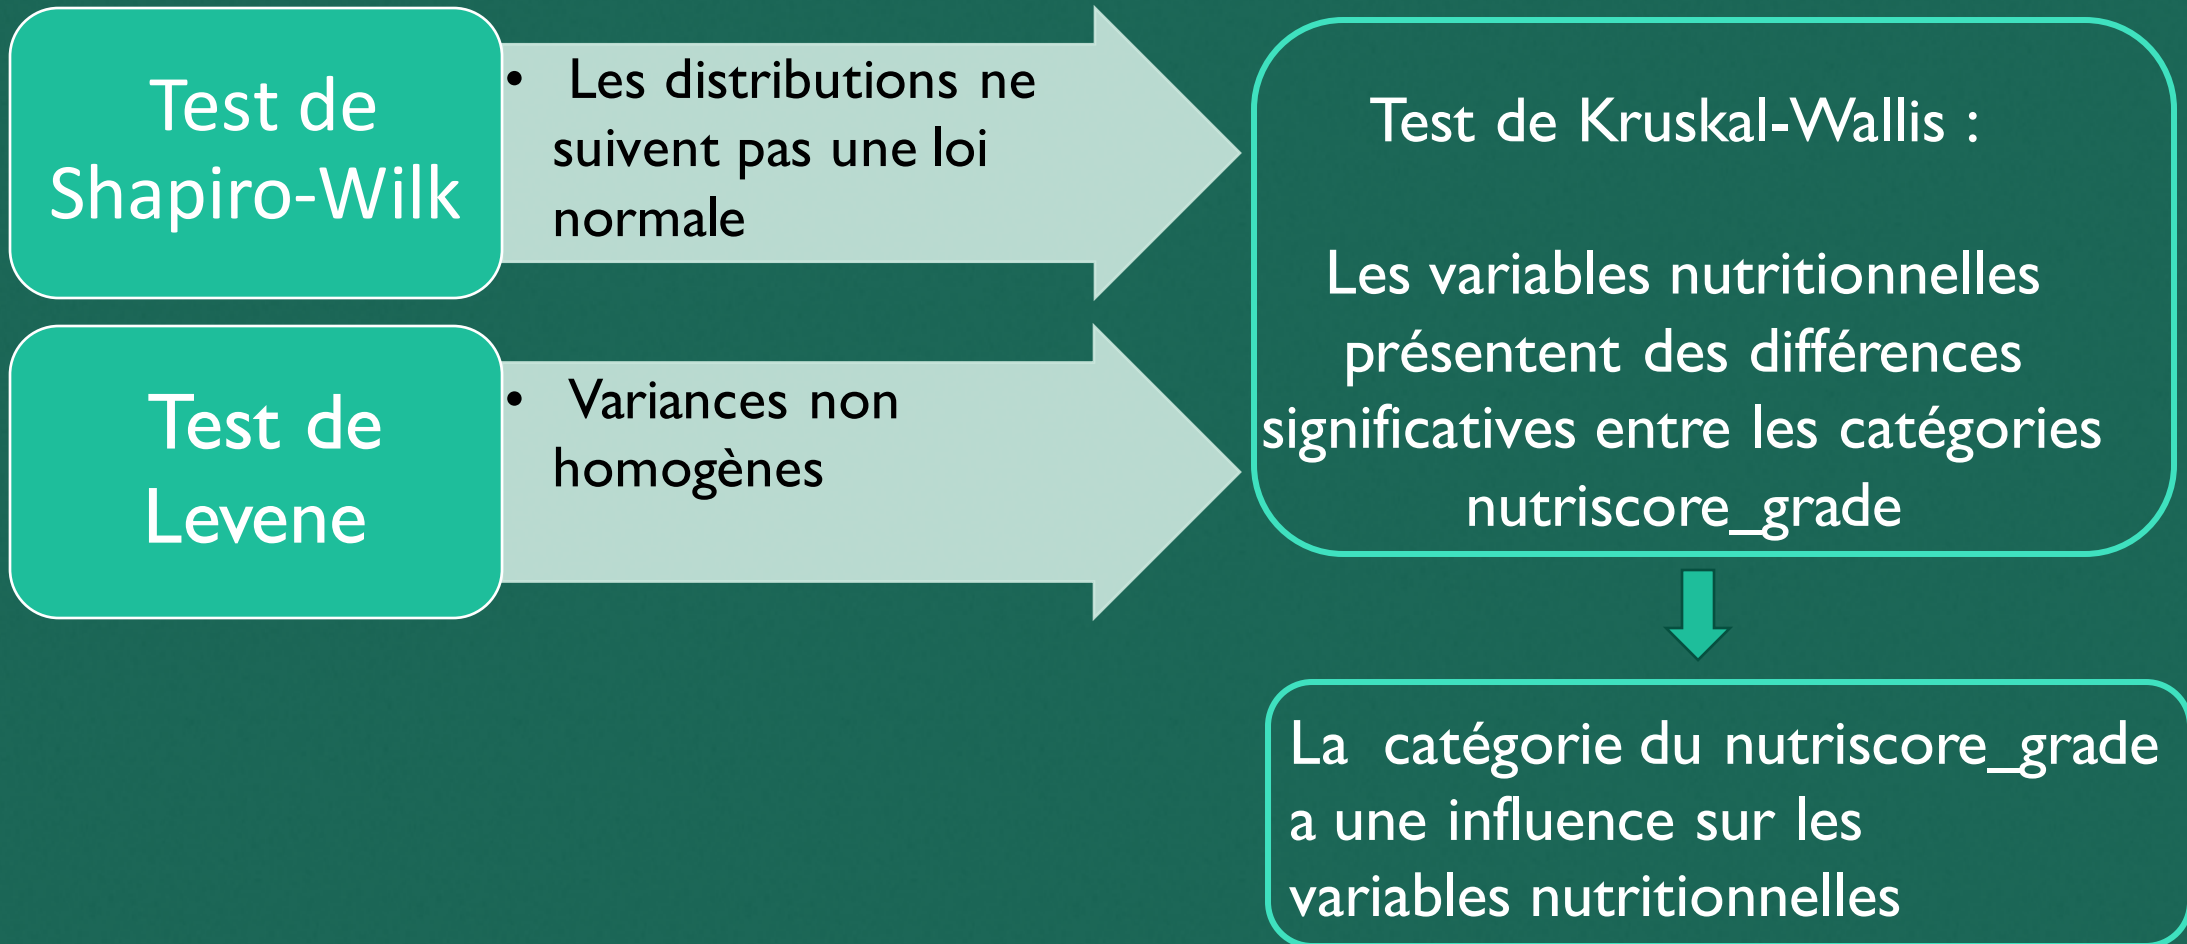 Test de
Shapiro-Wilk
• Les distributions ne
suivent pas une loi
normale
Test de
Levene
• Variances non
homogènes
Test de Kruskal-Wallis :
Les variables nutritionnelles
présentent des différences
significatives entre les catégories
nutriscore_grade
La catégorie du nutriscore_grade
a une influence sur les
variables nutritionnelles